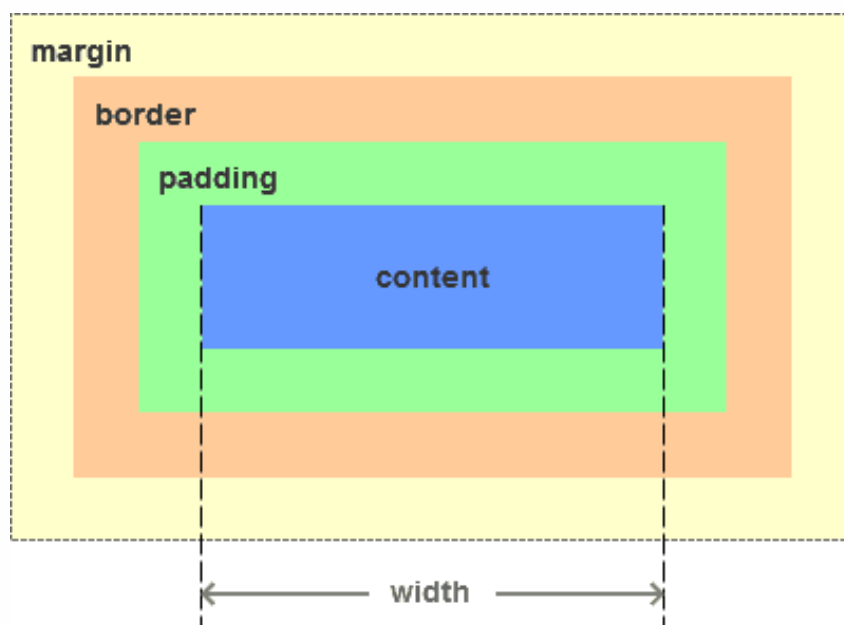 margin
border
padding
content
width